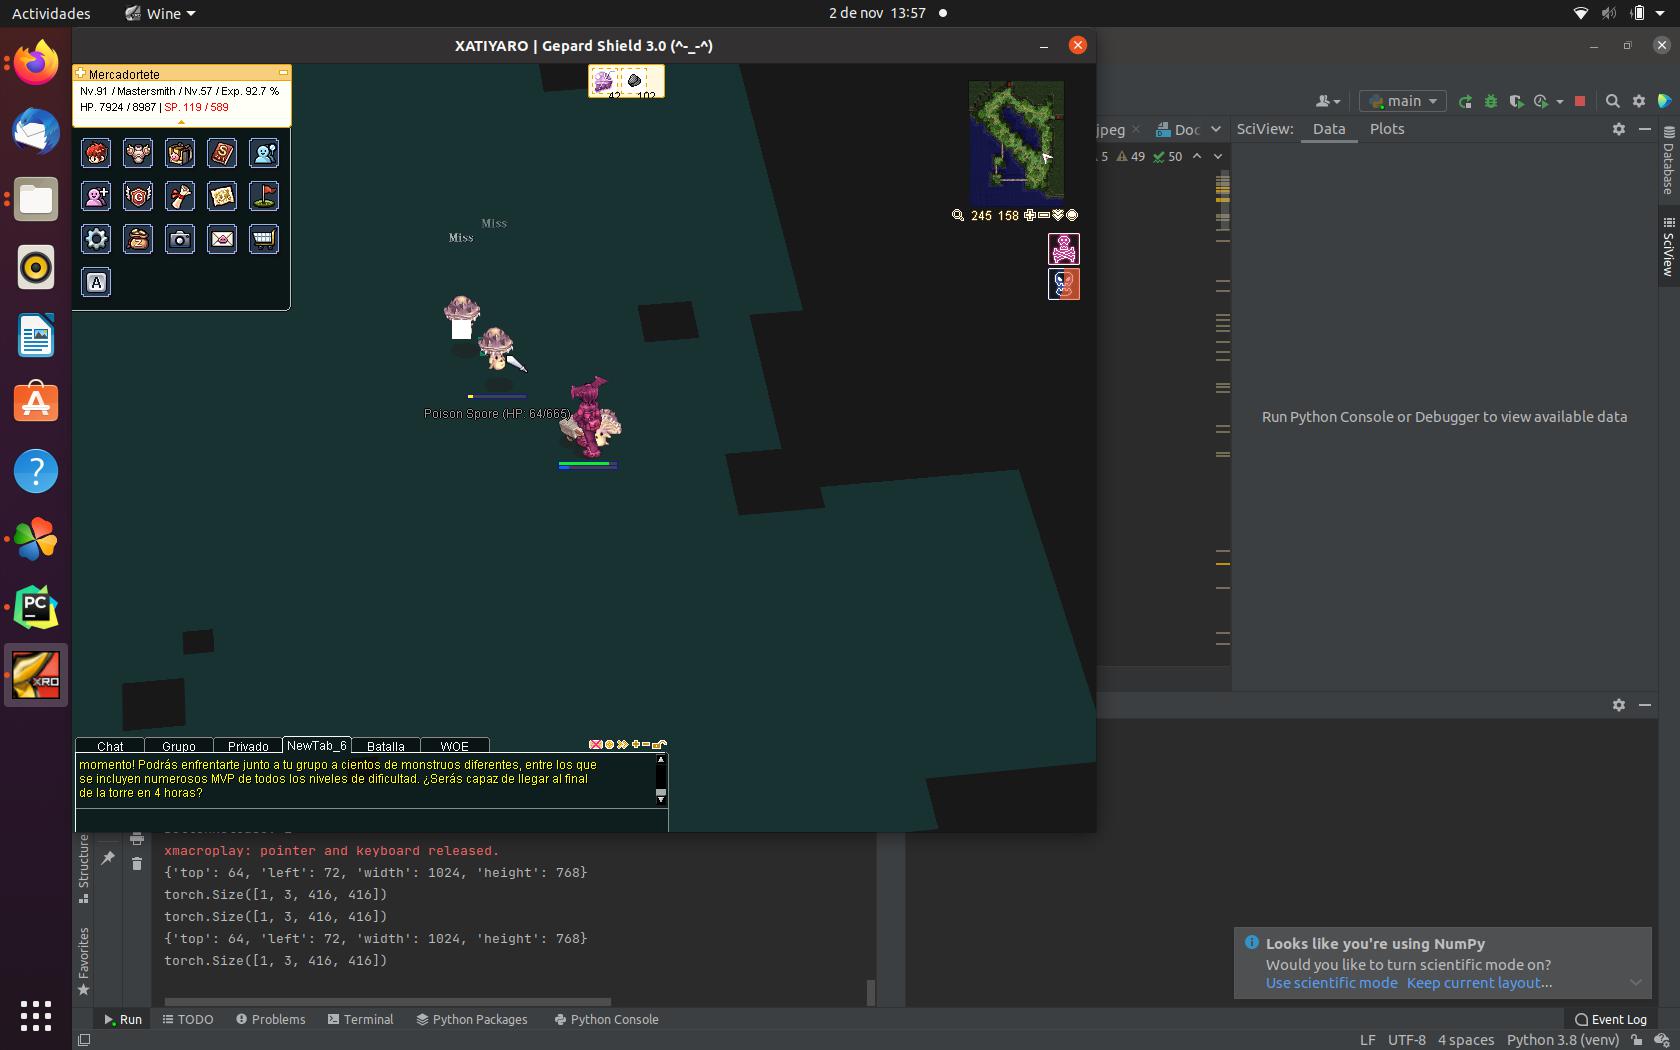 Actividades
Wine
2 de nov 13:57
XATIYARO | Gepard Shield 3.0 (^-_-^)
Mercadortete
Nv.91 / Mastersmith / Nv.57 / Exp. 92.7 %
HP. 7924 / 8987 | SP. 119 / 589
42
102
A
245 158
Miss
Miss
Poison Spore (HP: 64/665)
Chat
Grupo
Privado
NewTab_6
Batalla
WOE
momento! Podrás enfrentarte junto a tu grupo a cientos de monstruos diferentes, entre los que
se incluyen numerosos MVP de todos los niveles de dificultad. ¿Serás capaz de llegar al final
de la torre en 4 horas?
main
jpeg
Doc
SciView:
Data
Plots
5
49
50
Run Python Console or Debugger to view available data
Database
SciView
PC
XRO
Structure
Favorites
xmacroplay: pointer and keyboard released.
{'top': 64, 'left': 72, 'width': 1024, 'height': 768}
torch.Size([1, 3, 416, 416])
torch.Size([1, 3, 416, 416])
{'top': 64, 'left': 72, 'width': 1024, 'height': 768}
torch.Size([1, 3, 416, 416])
Looks like you're using NumPy
Would you like to turn scientific mode on?
Use scientific mode Keep current layout...
Run
TODO
Problems
Terminal
Python Packages
Python Console
Event Log
LF UTF-8 4 spaces Python 3.8 (venv)